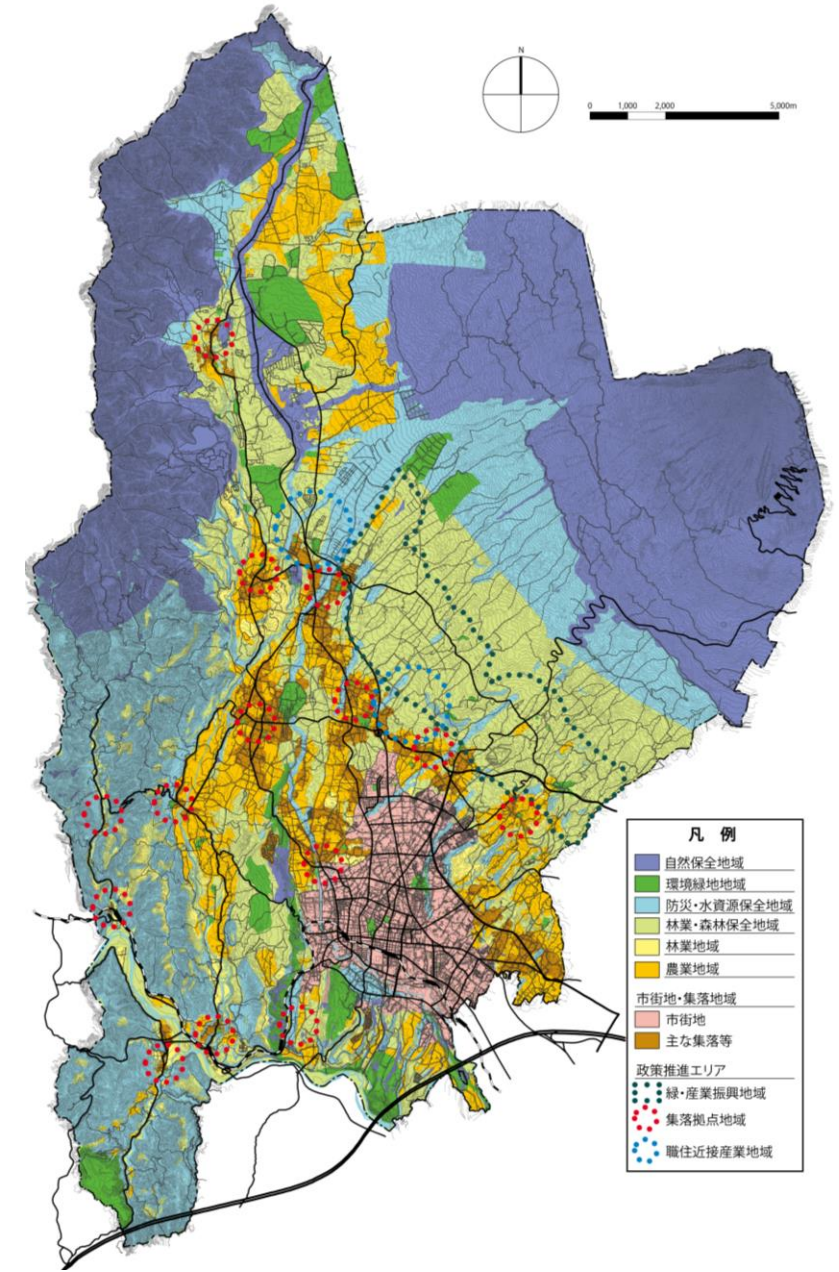 N
0 1,000 2,000 5,000m
凡 例
自然保全地域
環境緑地地域
防災・水資源保全地域
林業・森林保全地域
林業地域
農業地域
市街地・集落地域
市街地
主な集落等
政策推進エリア
緑・産業振興地域
集落拠点地域
職住近接産業地域